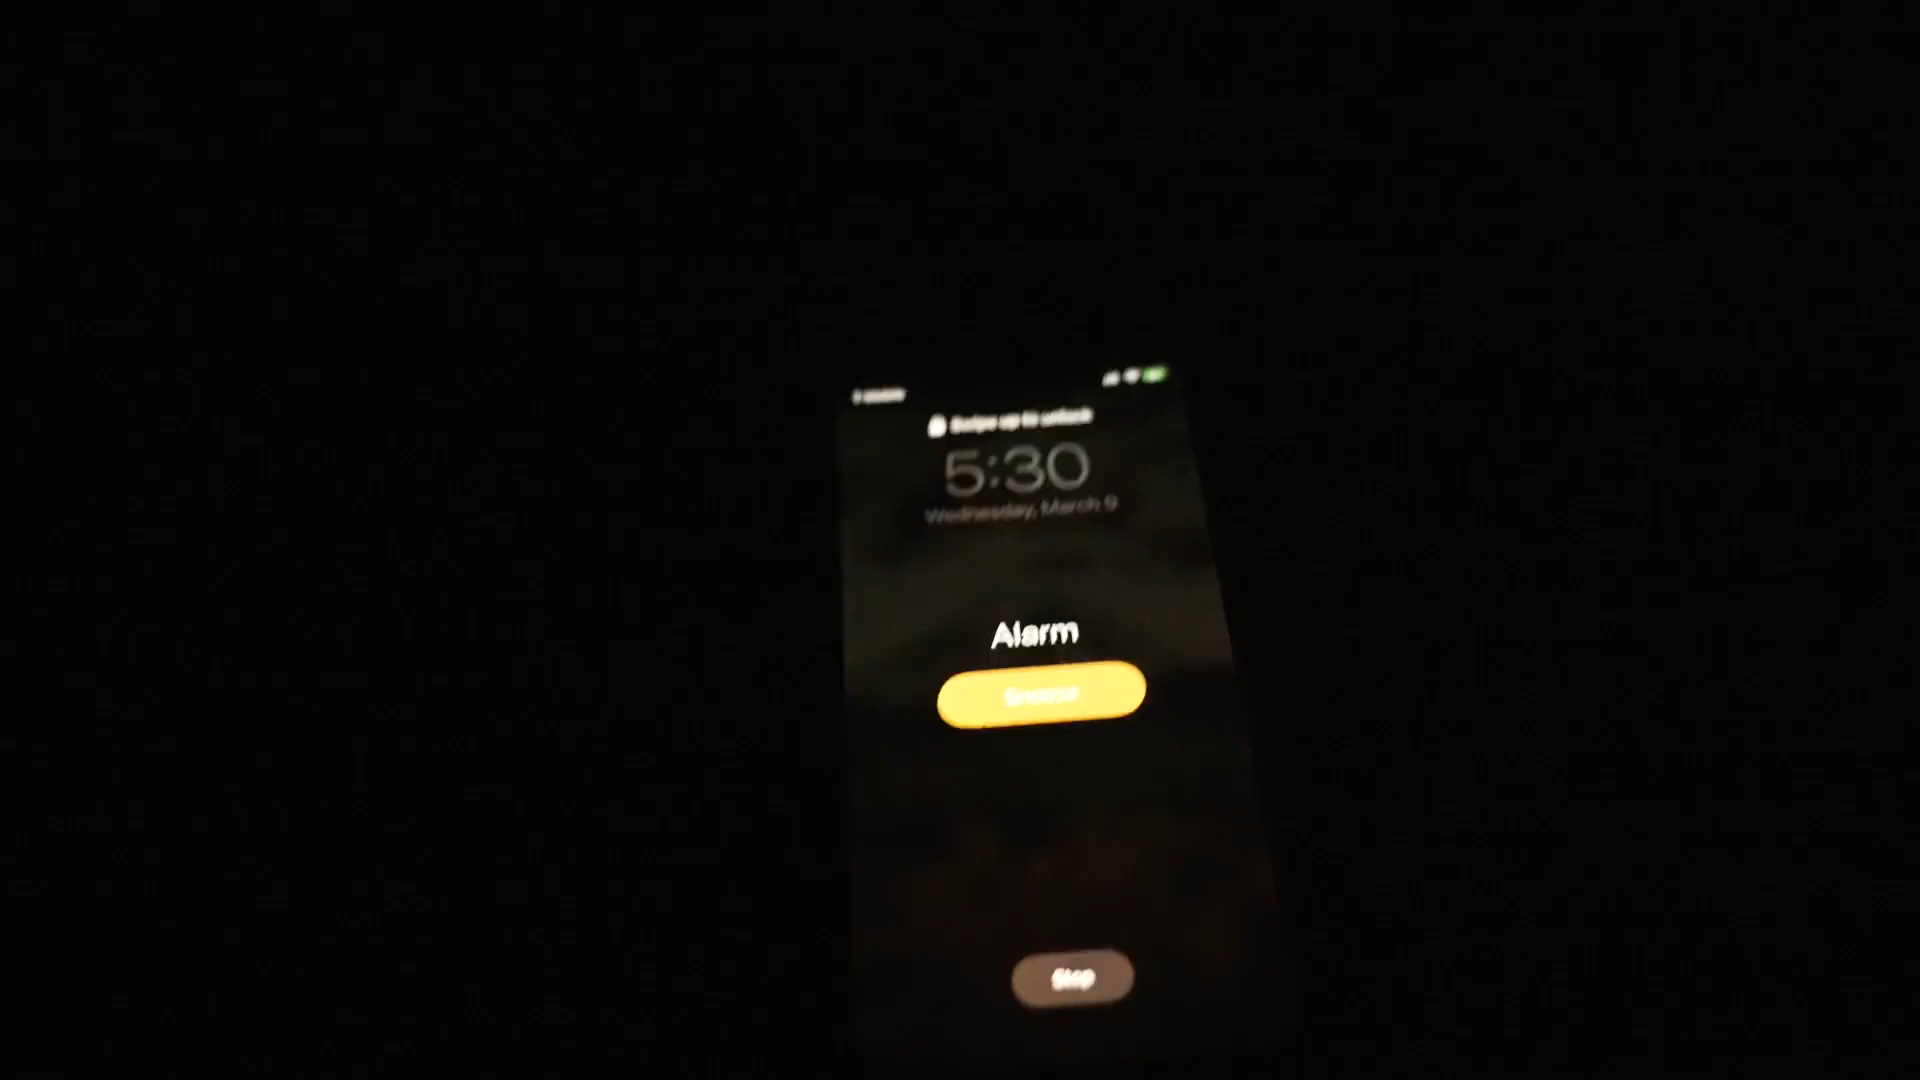 Swipe up to unlock
5:30
Wednesday, March 9
Alarm
Snooze
Stop